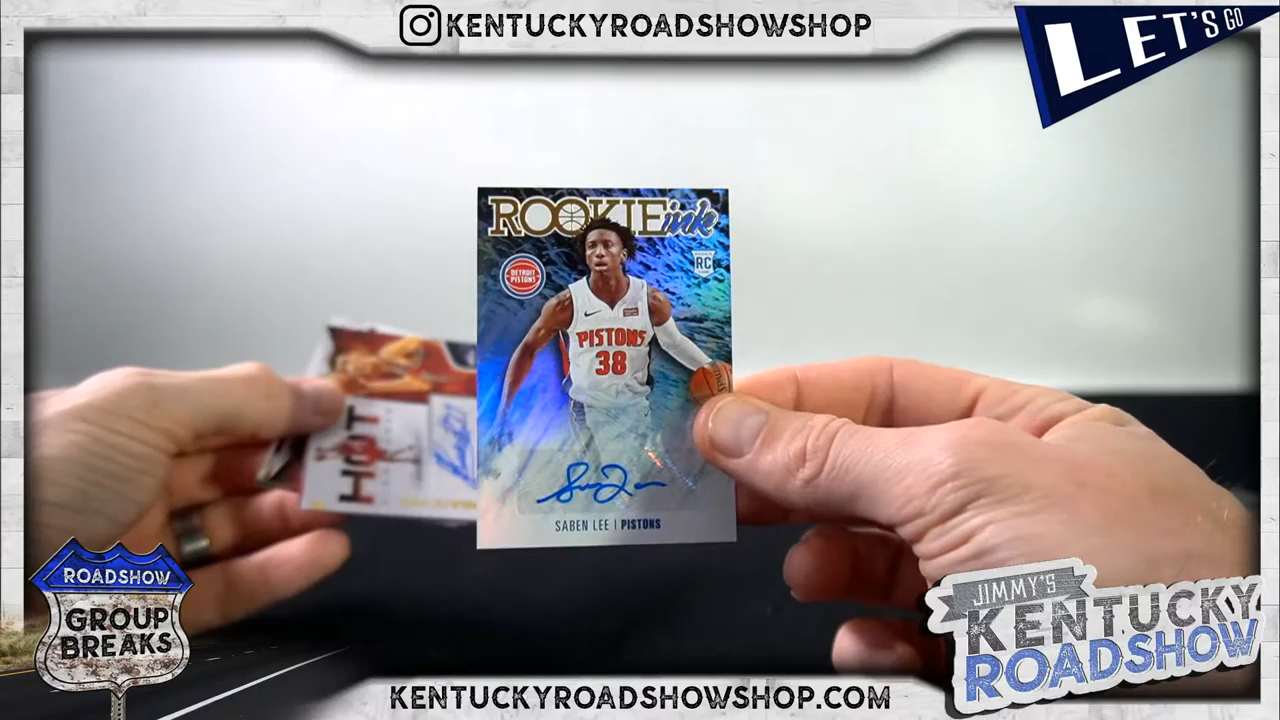 KENTUCKYROADSHOWSHOP
LET'S GO
ROOKIE ink
RC
DETROIT
PISTONS
PISTONS
38
HOT
SABEN LEE | PISTONS
ROADSHOW
GROUP
BREAKS
JIMMY'S
KENTUCKY
ROADSHOW
KENTUCKYROADSHOWSHOP.COM